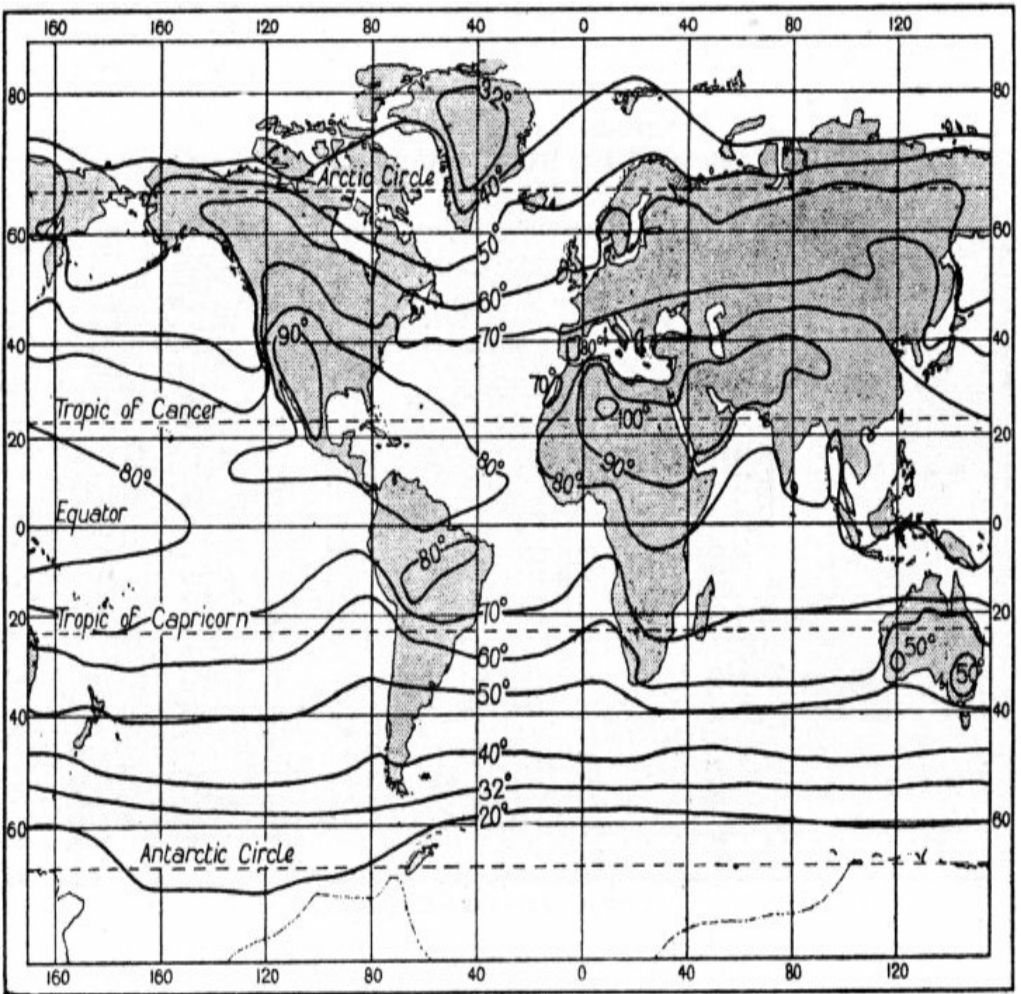 160 120 80 40 0 40 80 120
80 80
32°
Arctic Circle
40°
60 50° 60
60°
70°
90° 80°
40 40
70°
Tropic of Cancer 100°
20 20
80° 80° 80° 90°
Equator
0 0
80°
20 20
Tropic of Capricorn 70°
60° 50°
50° 50°
40 40
40°
32°
20°
60 60
Antarctic Circle
160 120 80 40 0 40 80 120